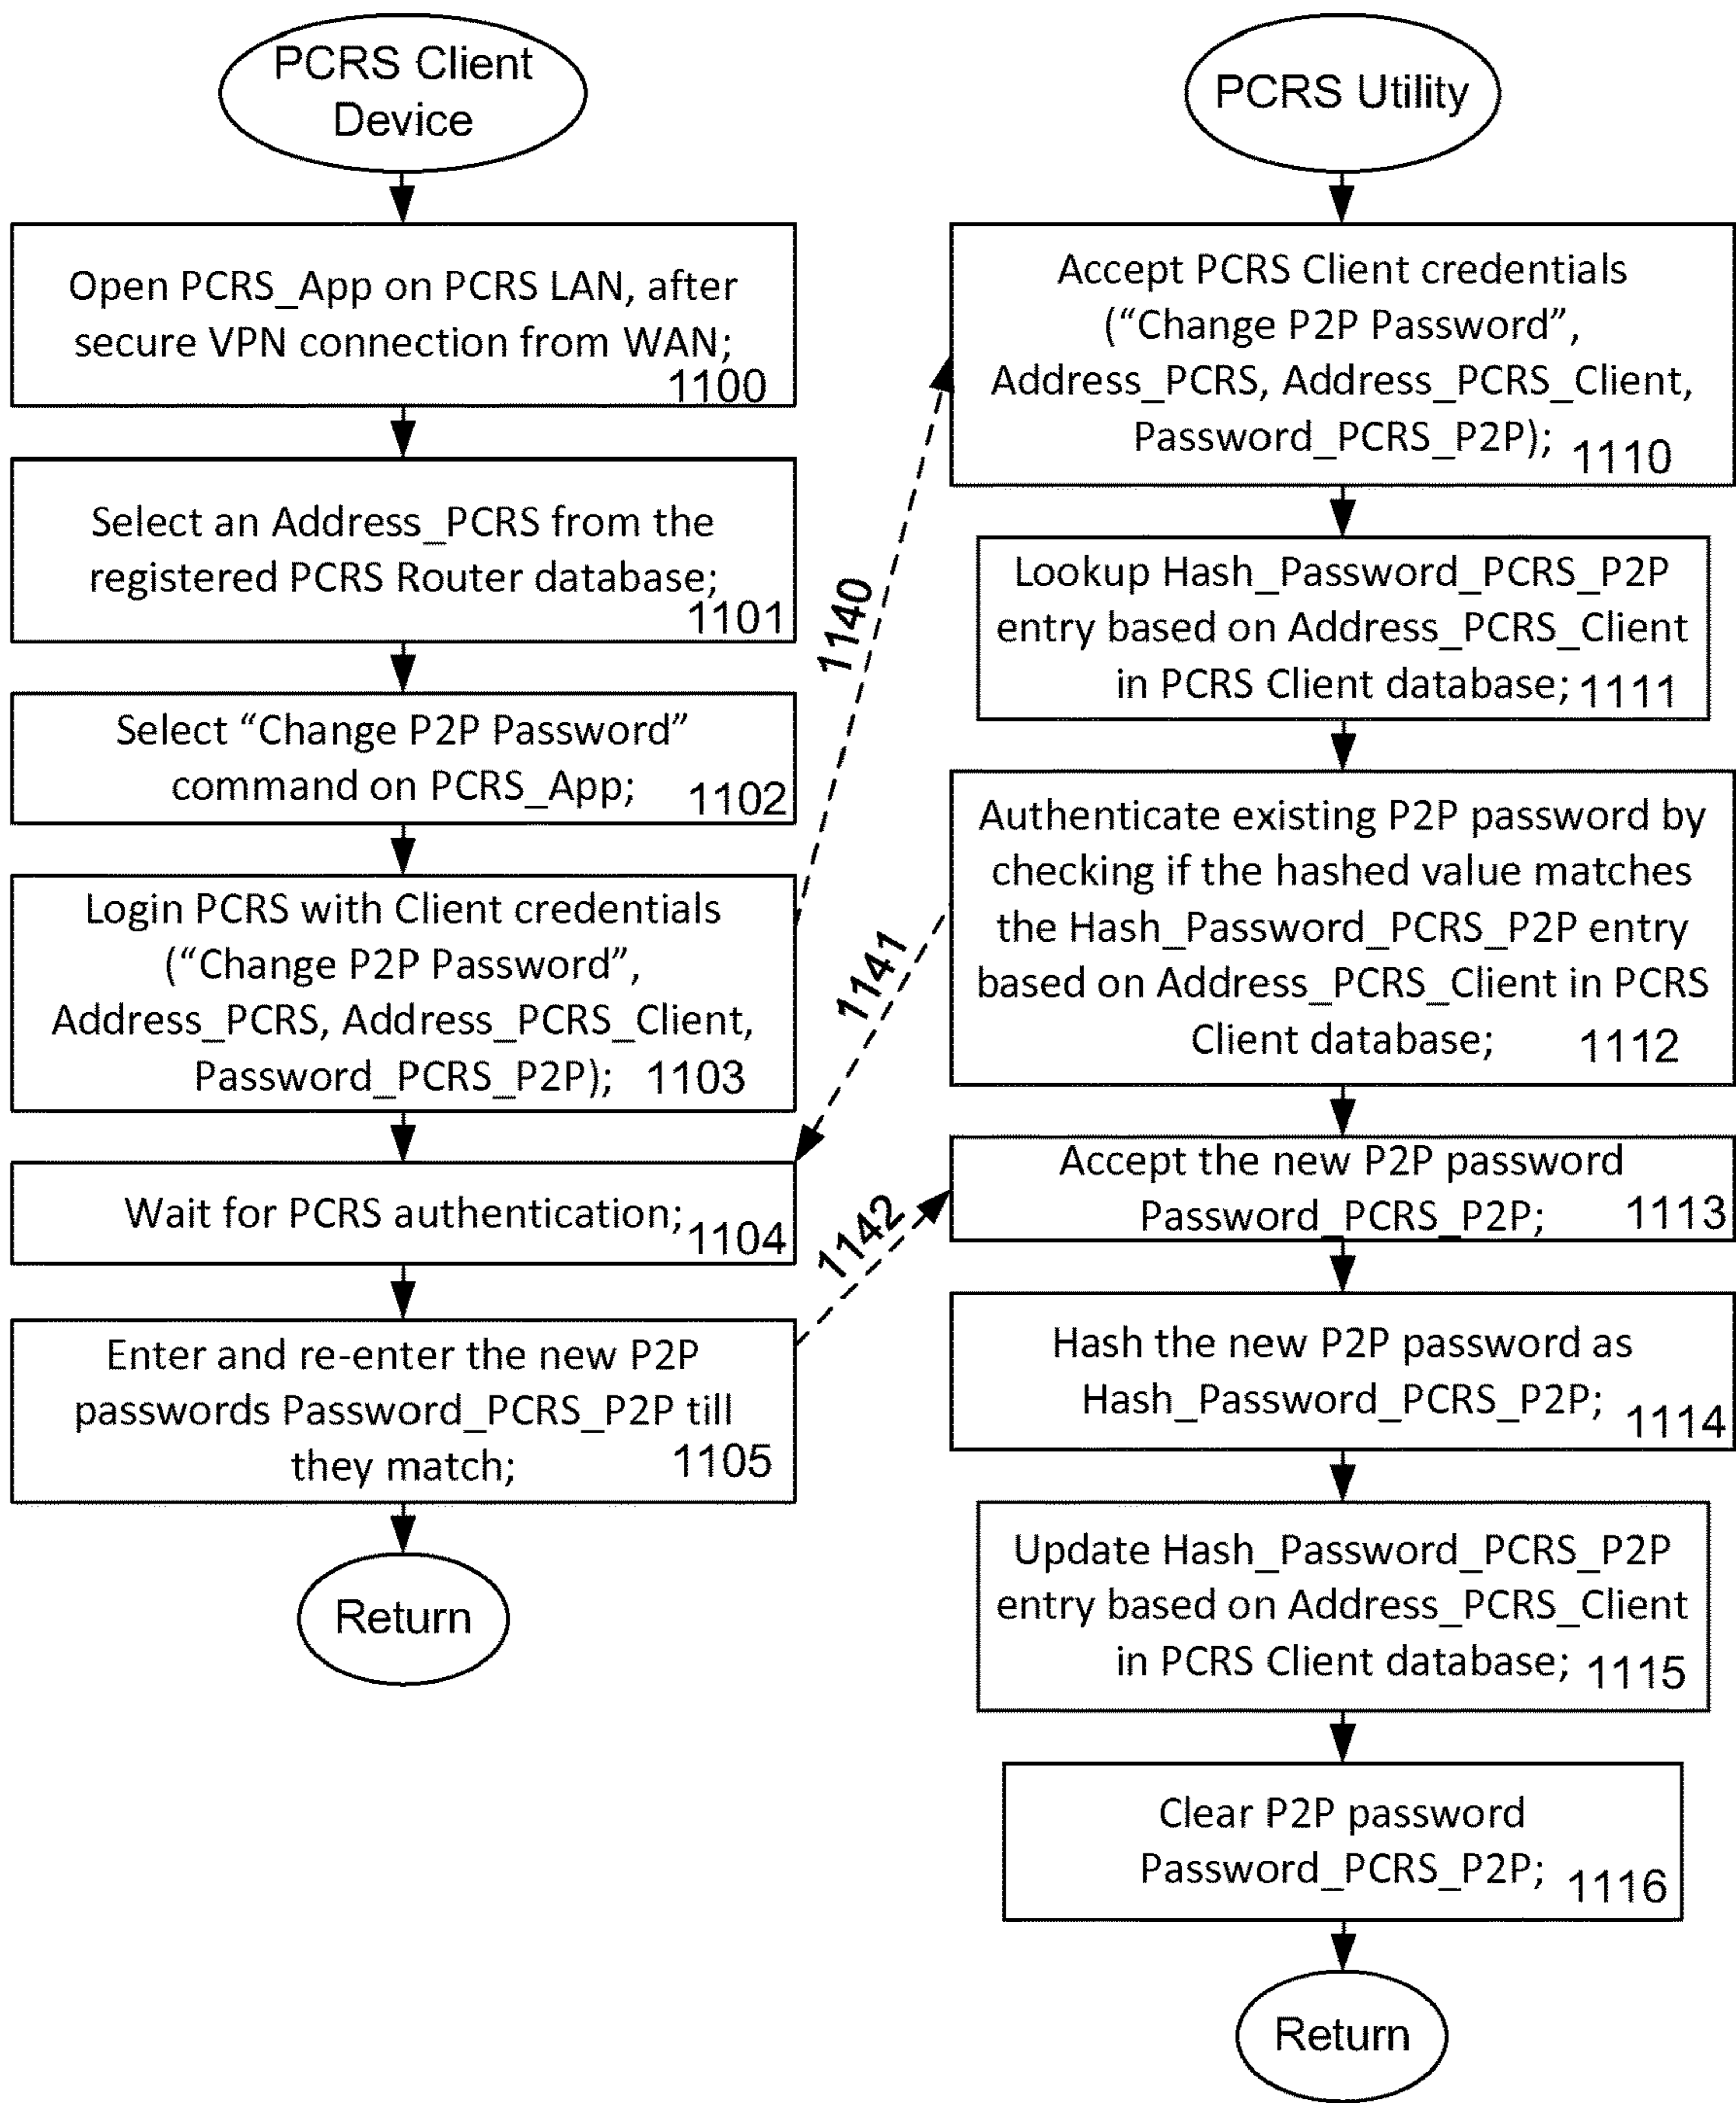 PCRS Client
Device
Open PCRS_App on PCRS LAN, after
secure VPN connection from WAN;
1100
Select an Address_PCRS from the
registered PCRS Router database;
1101
Select “Change P2P Password”
command on PCRS_App; 1102
Login PCRS with Client credentials
(“Change P2P Password”,
Address_PCRS, Address_PCRS_Client,
Password_PCRS_P2P); 1103
Wait for PCRS authentication; 1104
Enter and re-enter the new P2P
passwords Password_PCRS_P2P till
they match; 1105
Return
1140
1141
1142
PCRS Utility
Accept PCRS Client credentials
(“Change P2P Password”,
Address_PCRS, Address_PCRS_Client,
Password_PCRS_P2P); 1110
Lookup Hash_Password_PCRS_P2P
entry based on Address_PCRS_Client
in PCRS Client database; 1111
Authenticate existing P2P password by
checking if the hashed value matches
the Hash_Password_PCRS_P2P entry
based on Address_PCRS_Client in PCRS
Client database; 1112
Accept the new P2P password
Password_PCRS_P2P; 1113
Hash the new P2P password as
Hash_Password_PCRS_P2P; 1114
Update Hash_Password_PCRS_P2P
entry based on Address_PCRS_Client
in PCRS Client database; 1115
Clear P2P password
Password_PCRS_P2P; 1116
Return